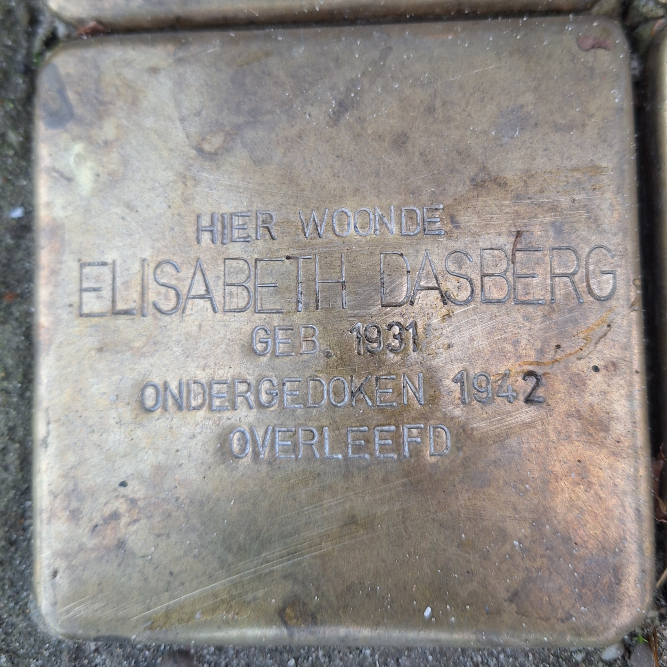 HIER WOONDE
ELISABETH DASBERG
GEB. 1931
ONDERGEDOKEN 1942
OVERLEEFD